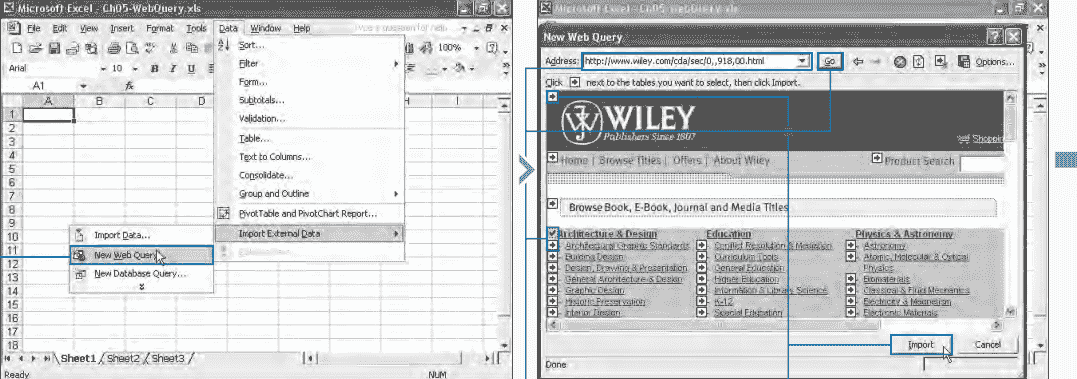 Microsoft Excel - Ch05-WebQuery.xls
File Edit View Insert Format Tools Data Window Help
100%
Arial 10 B I U
A1 fx
A B C D H I
1
2
3
4
5
6
7
8
9
10
11
12
13
14
15
16
17
18
Sort...
Filter
Form...
Subtotals...
Validation...
Table...
Text to Columns...
Consolidate...
Group and Outline
PivotTable and PivotChart Report...
Import External Data
Import Data...
New Web Query...
New Database Query...
Sheet1 / Sheet2 / Sheet3 /
Ready NUM
Microsoft Excel - Ch05-WebQuery.xls
New Web Query
Address: http://www.wiley.com/cda/sec/0,,918,00.html Go Options...
Click next to the tables you want to select, then click Import.
WILEY
Publishers Since 1807
Shoppin
Home | Browse Titles | Offers | About Wiley Product Search
Browse Book, E-Book, Journal and Media Titles
Architecture & Design Education Physics & Astronomy
Architectural Graphic Standards Conflict Resolution & Mediation Astronomy
Building Design Curriculum Tools Atomic, Molecular & Optical
Physics
Design, Drawing & Presentation General Education
General Architecture & Design Higher Education Biomaterials
Graphic Design Information & Library Science Classical & Fluid Mechanics
Historic Preservation K-12 Electricity & Magnetism
Interior Design Special Education Electronic Materials
Import Cancel
Done